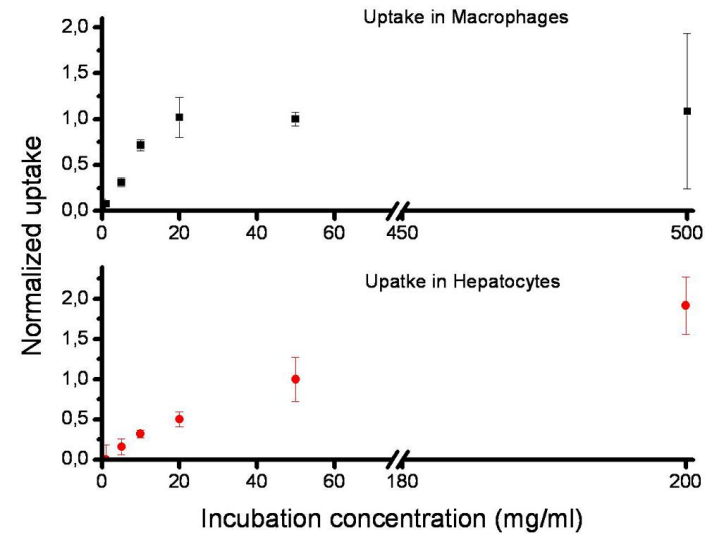 Uptake in Macrophages
2,0
1,5
1,0
0,5
0,0
0 20 40 60 450 500
Normalized uptake
Upatke in Hepatocytes
2,0
1,5
1,0
0,5
0,0
0 20 40 60 180 200
Incubation concentration (mg/ml)